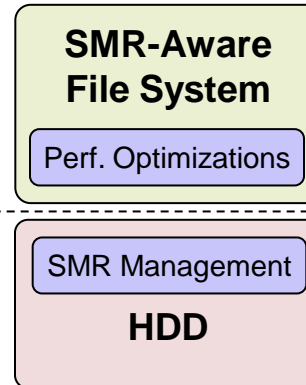 SMR-Aware
File System
Perf. Optimizations
SMR Management
HDD